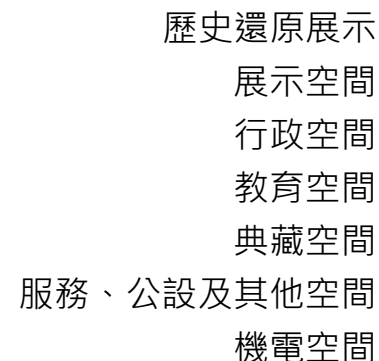 歷史還原展示
展示空間
行政空間
教育空間
典藏空間
服務、公設及其他空間
機電空間